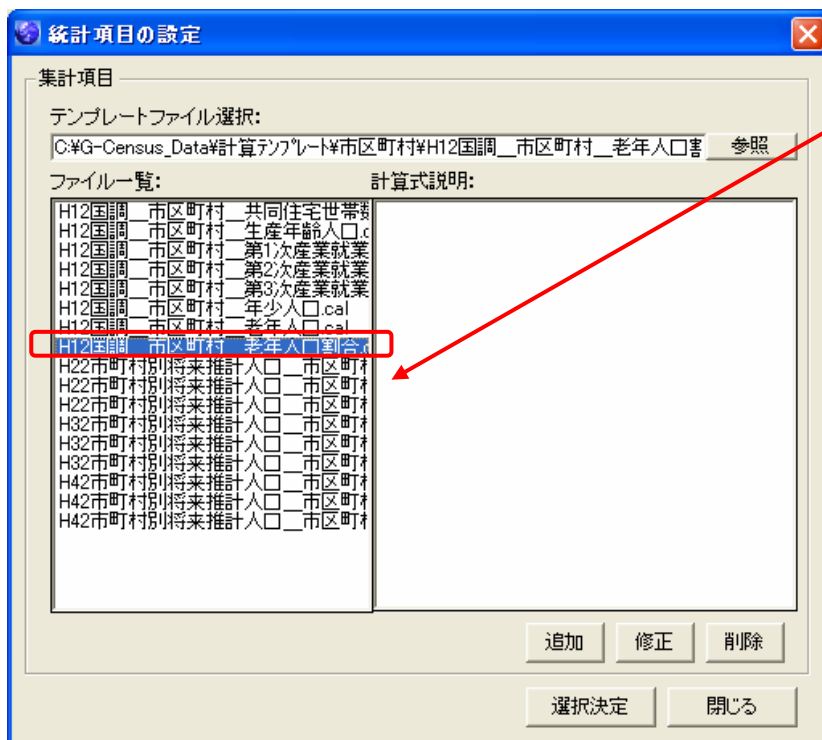 統計項目の設定
集計項目
テンプレートファイル選択:
C:¥G-Census_Data¥計算テンプレート¥市区町村¥H12国調__市区町村__老年人口害 参照
ファイル一覧: 計算式説明:
H12国調__市区町村__共同住宅世帯数
H12国調__市区町村__生産年齢人口.c
H12国調__市区町村__第1次産業就業
H12国調__市区町村__第2次産業就業
H12国調__市区町村__第3次産業就業
H12国調__市区町村__年少人口.cal
H12国調__市区町村__老年人口.cal
H12国調__市区町村__老年人口割合.c
H22市町村別将来推計人口__市区町村
H22市町村別将来推計人口__市区町村
H22市町村別将来推計人口__市区町村
H32市町村別将来推計人口__市区町村
H32市町村別将来推計人口__市区町村
H32市町村別将来推計人口__市区町村
H42市町村別将来推計人口__市区町村
H42市町村別将来推計人口__市区町村
H42市町村別将来推計人口__市区町村
追加 修正 削除
選択決定 閉じる